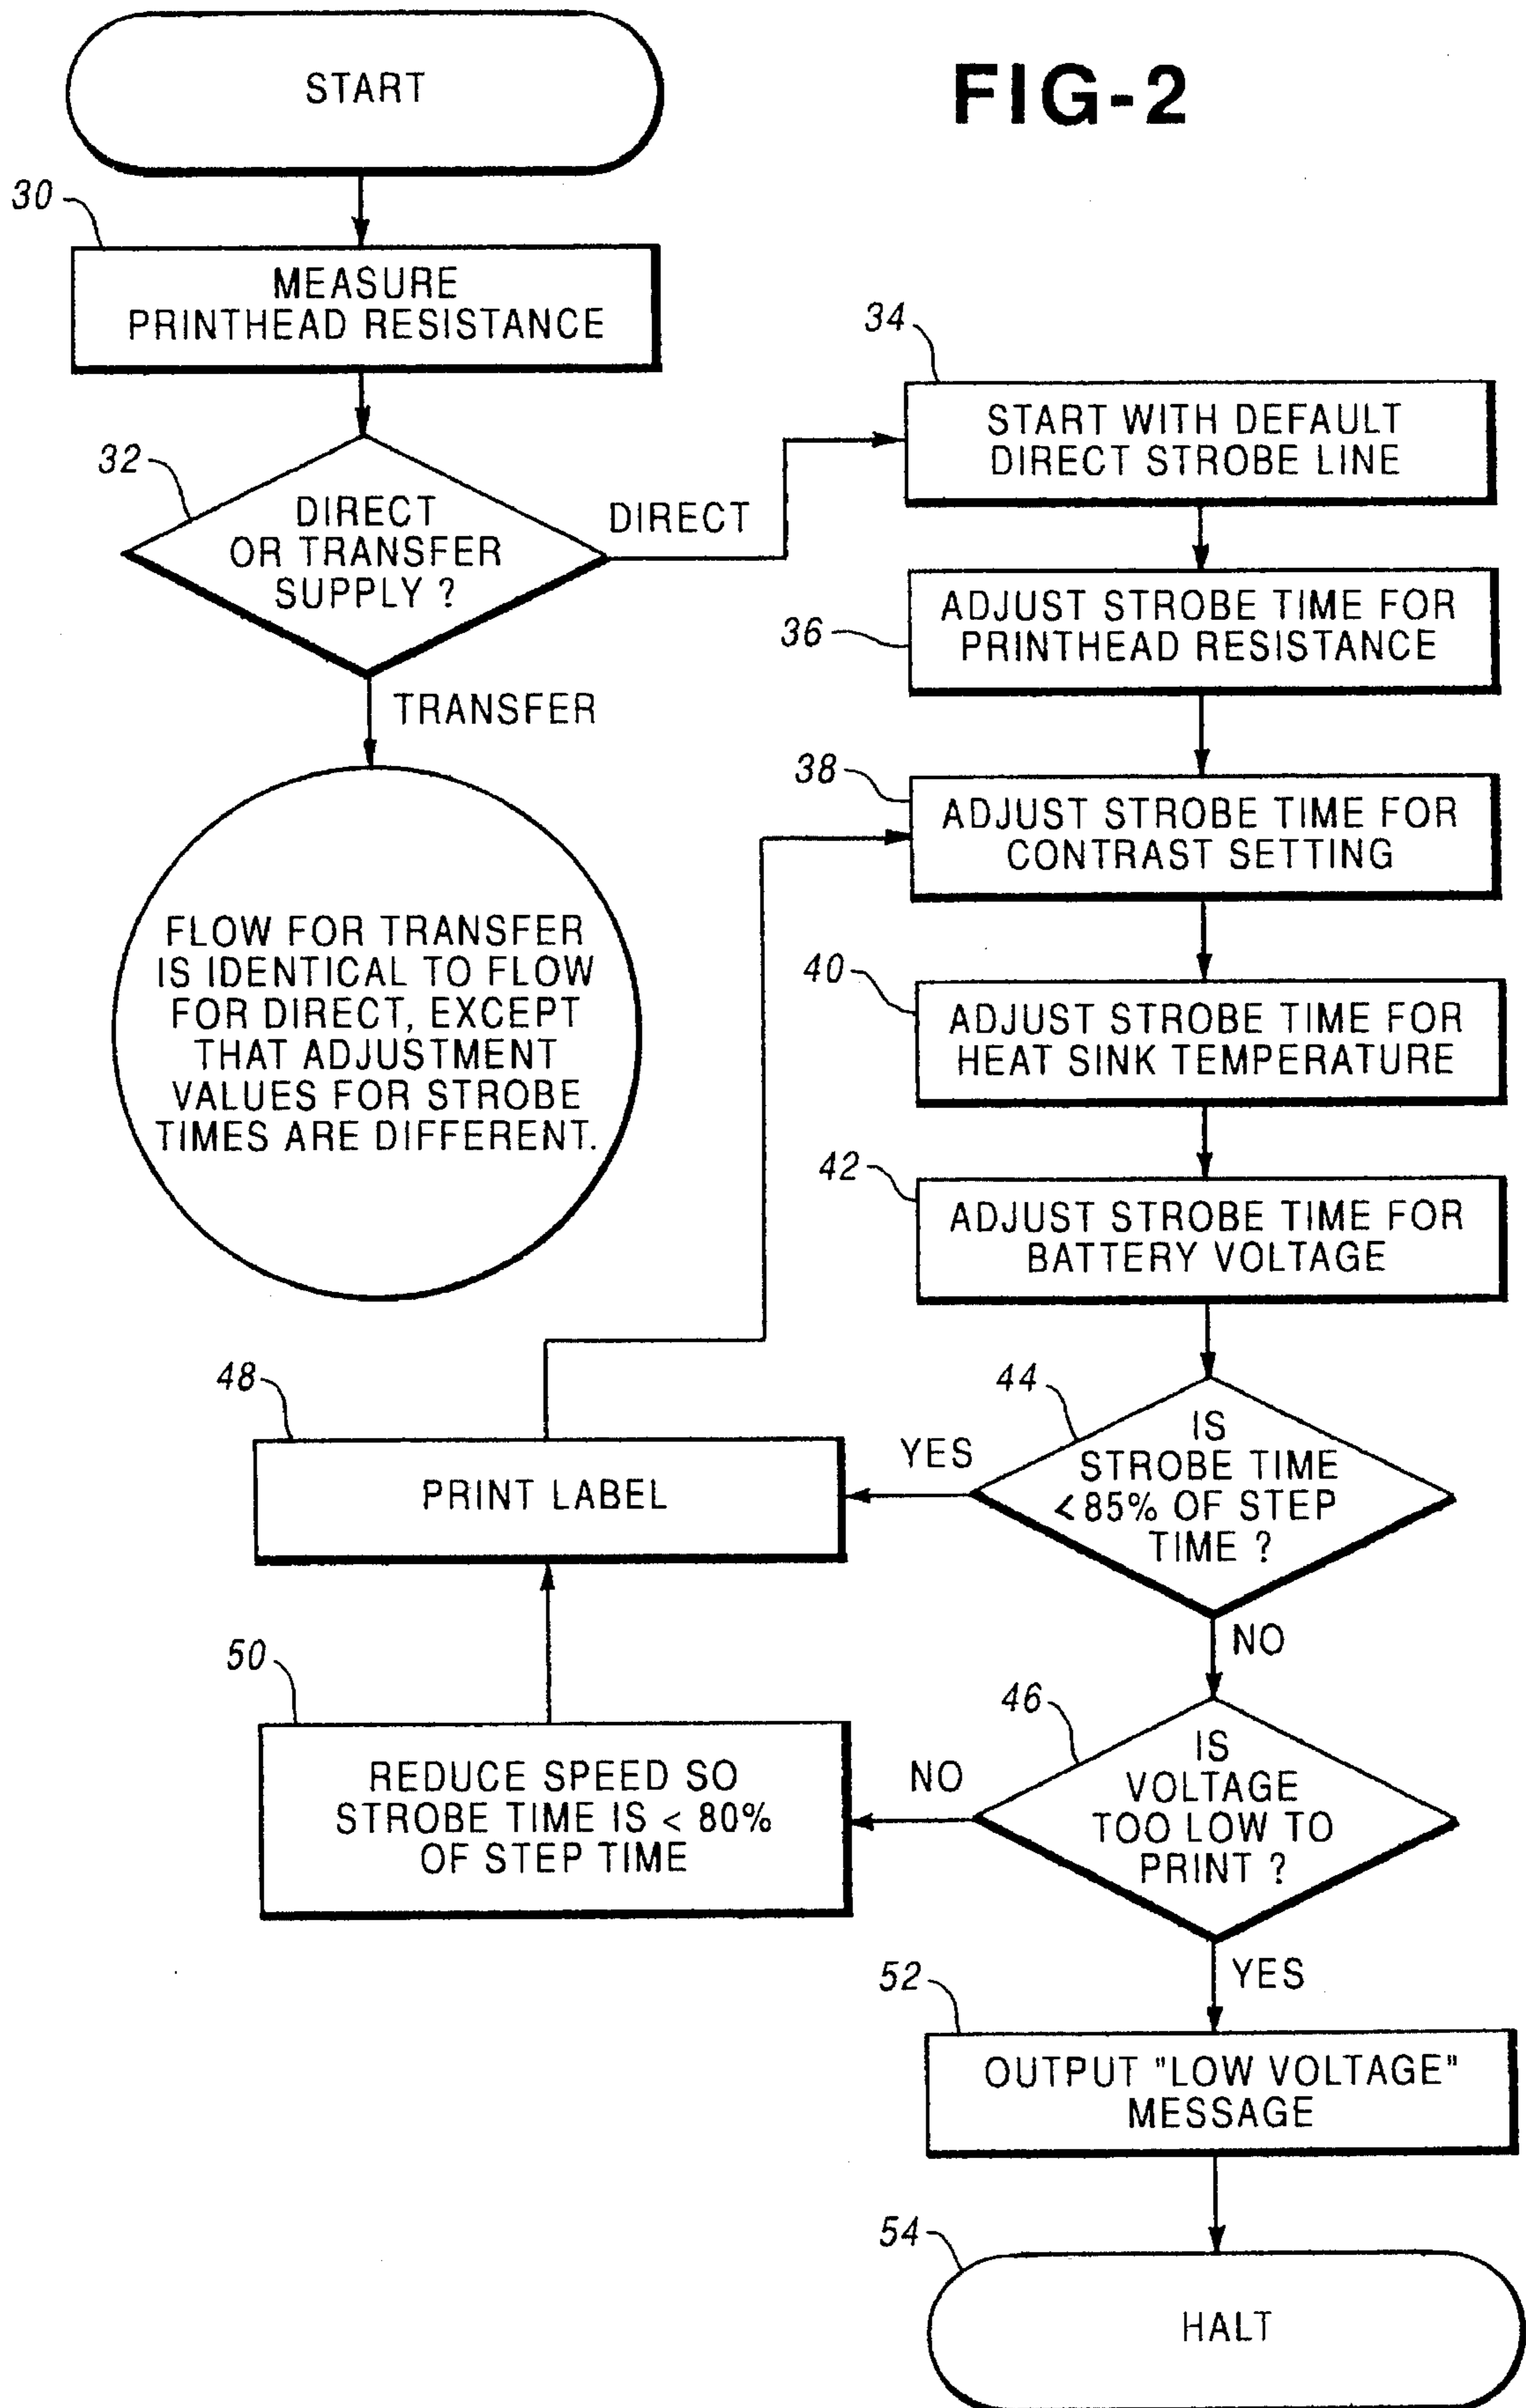 FIG-2
START
30
MEASURE
PRINTHEAD RESISTANCE
32
DIRECT
OR TRANSFER
SUPPLY ?
DIRECT
TRANSFER
FLOW FOR TRANSFER
IS IDENTICAL TO FLOW
FOR DIRECT, EXCEPT
THAT ADJUSTMENT
VALUES FOR STROBE
TIMES ARE DIFFERENT.
34
START WITH DEFAULT
DIRECT STROBE LINE
36
ADJUST STROBE TIME FOR
PRINTHEAD RESISTANCE
38
ADJUST STROBE TIME FOR
CONTRAST SETTING
40
ADJUST STROBE TIME FOR
HEAT SINK TEMPERATURE
42
ADJUST STROBE TIME FOR
BATTERY VOLTAGE
44
IS
STROBE TIME
<85% OF STEP
TIME ?
YES
48
PRINT LABEL
NO
46
IS
VOLTAGE
TOO LOW TO
PRINT ?
NO
50
REDUCE SPEED SO
STROBE TIME IS < 80%
OF STEP TIME
YES
52
OUTPUT "LOW VOLTAGE"
MESSAGE
54
HALT